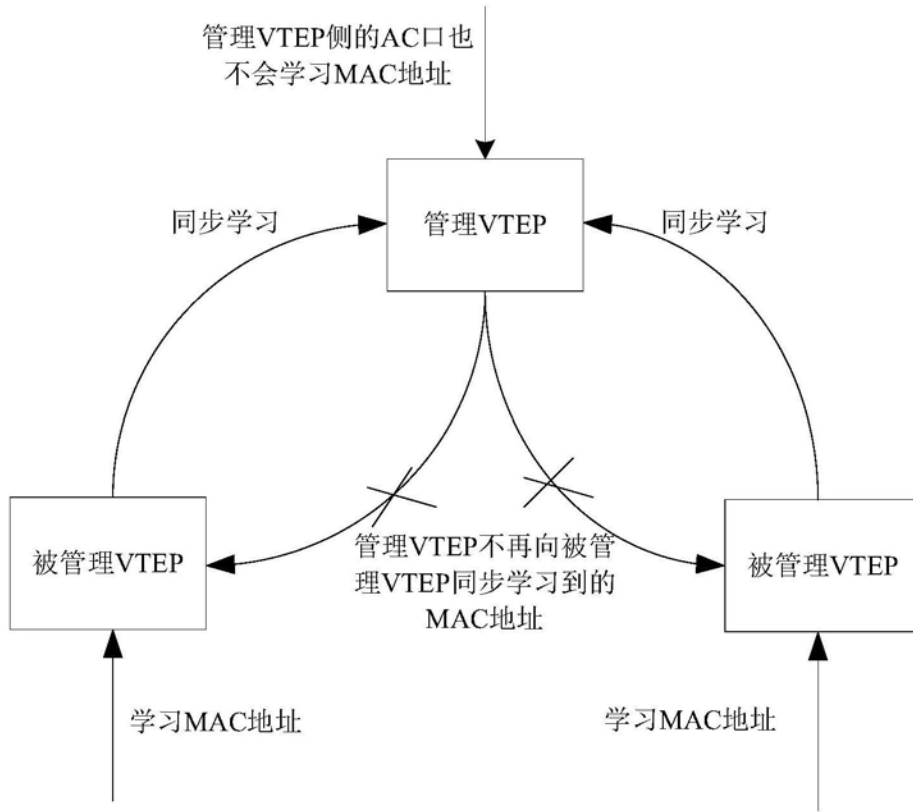 管理VTEP侧的AC口也
不会学习MAC地址
同步学习
管理VTEP
同步学习
被管理VTEP
管理VTEP不再向被管
理VTEP同步学习到的
MAC地址
被管理VTEP
学习MAC地址
学习MAC地址